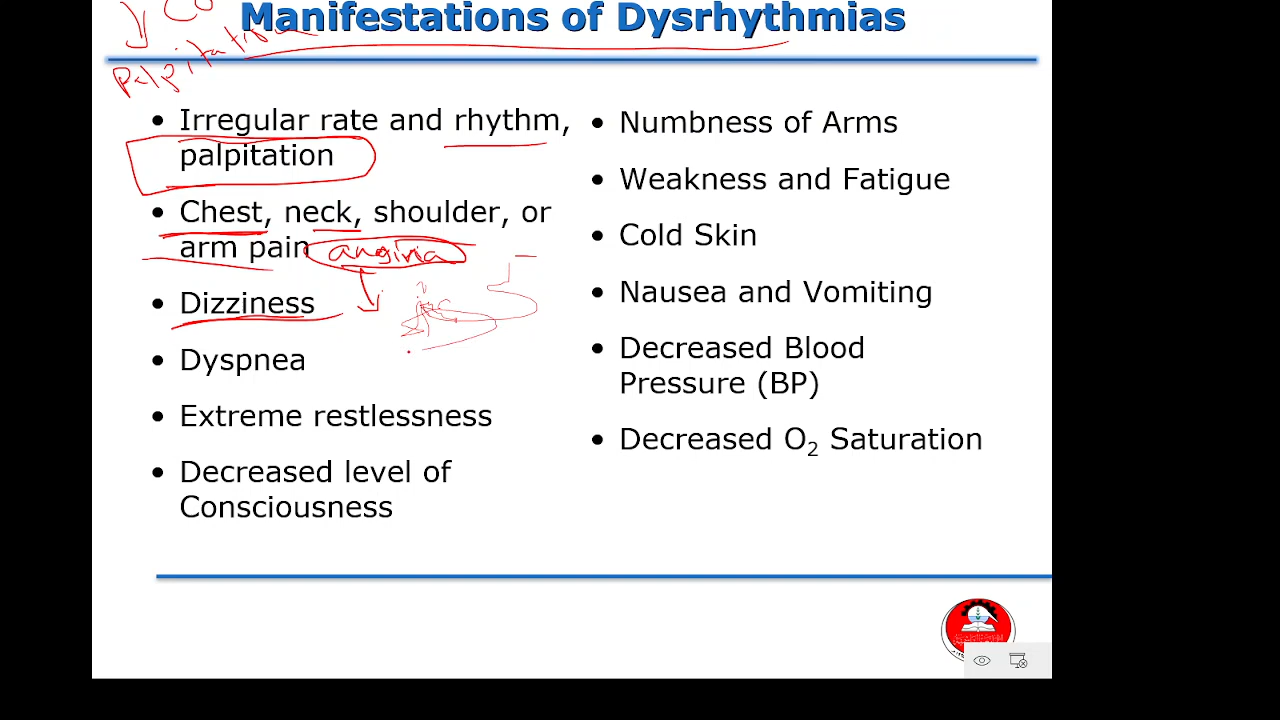 CO
Manifestations of Dysrhythmias
palpitation
• Irregular rate and rhythm,
palpitation
• Chest, neck, shoulder, or
arm pain angina
• Dizziness
• Dyspnea
• Extreme restlessness
• Decreased level of
Consciousness
• Numbness of Arms
• Weakness and Fatigue
• Cold Skin
• Nausea and Vomiting
• Decreased Blood
Pressure (BP)
• Decreased O₂ Saturation